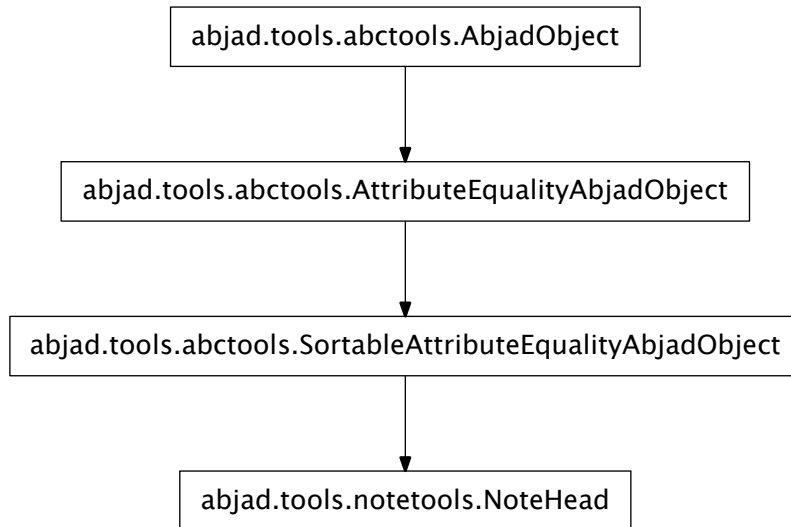 abjad.tools.abctools.AbjadObject
abjad.tools.abctools.AttributeEqualityAbjadObject
abjad.tools.abctools.SortableAttributeEqualityAbjadObject
abjad.tools.notetools.NoteHead